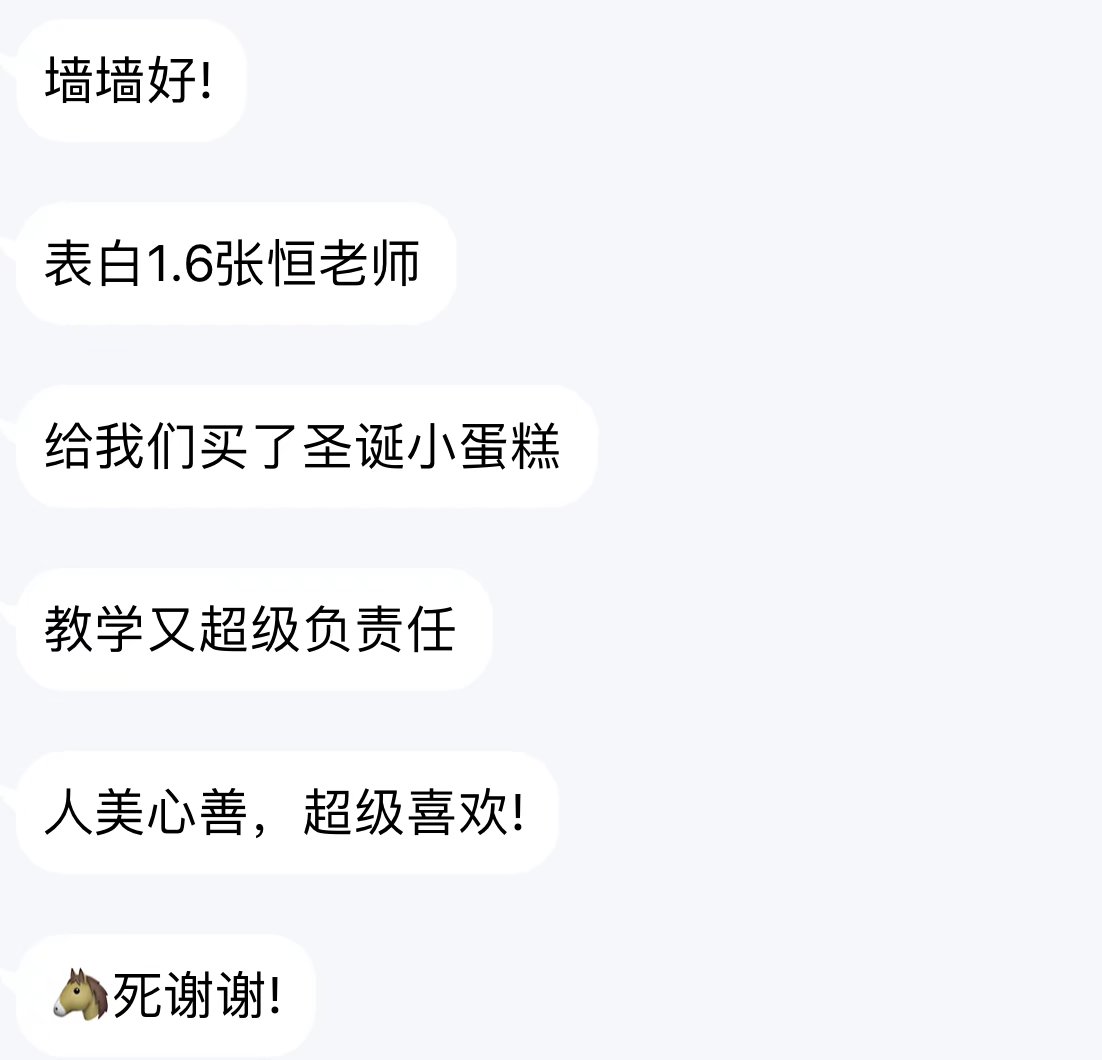 墙墙好!
表白1.6张恒老师
给我们买了圣诞小蛋糕
教学又超级负责任
人美心善，超级喜欢!
🐴死谢谢!